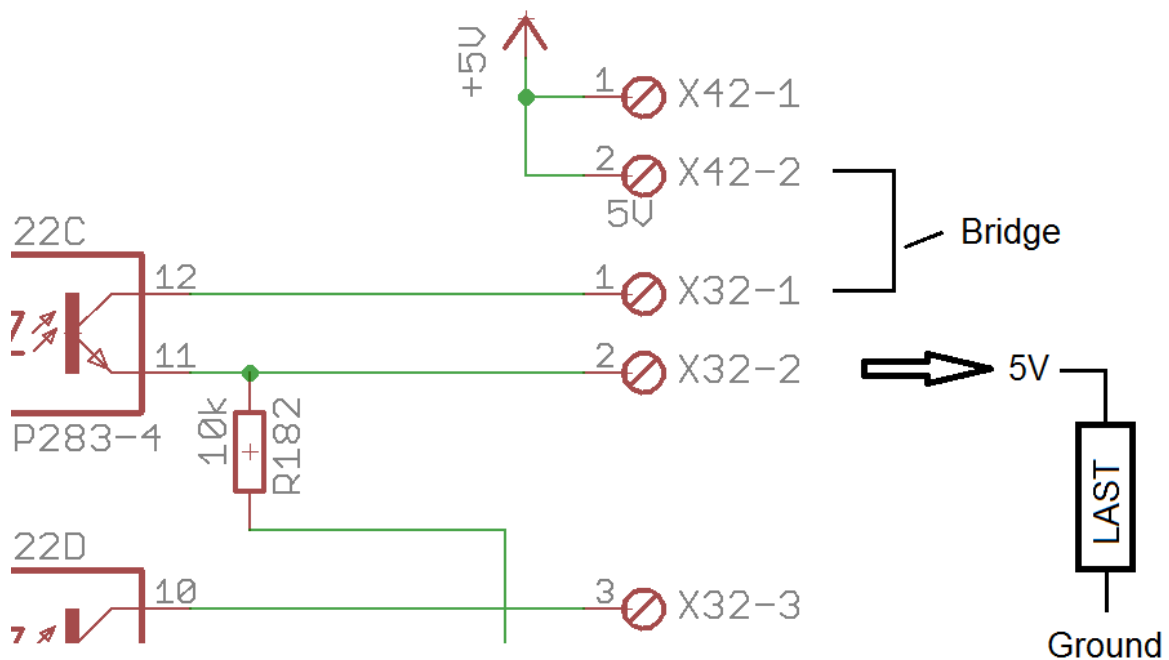 +5V
1 X42-1
2 X42-2
5V
Bridge
22C
12
1 X32-1
11
2 X32-2
5V
P283-4
10k
R182
LAST
22D
10
3 X32-3
Ground